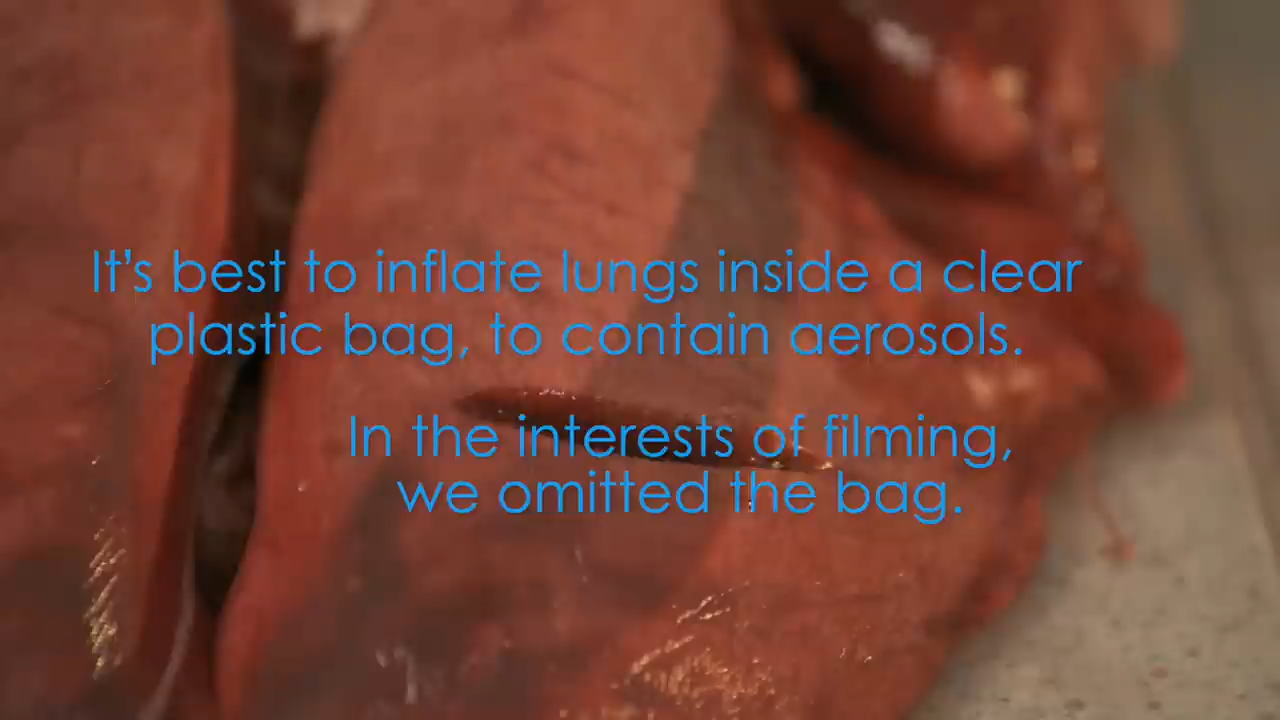 It's best to inflate lungs inside a clear
plastic bag, to contain aerosols.
In the interests of filming,
we omitted the bag.